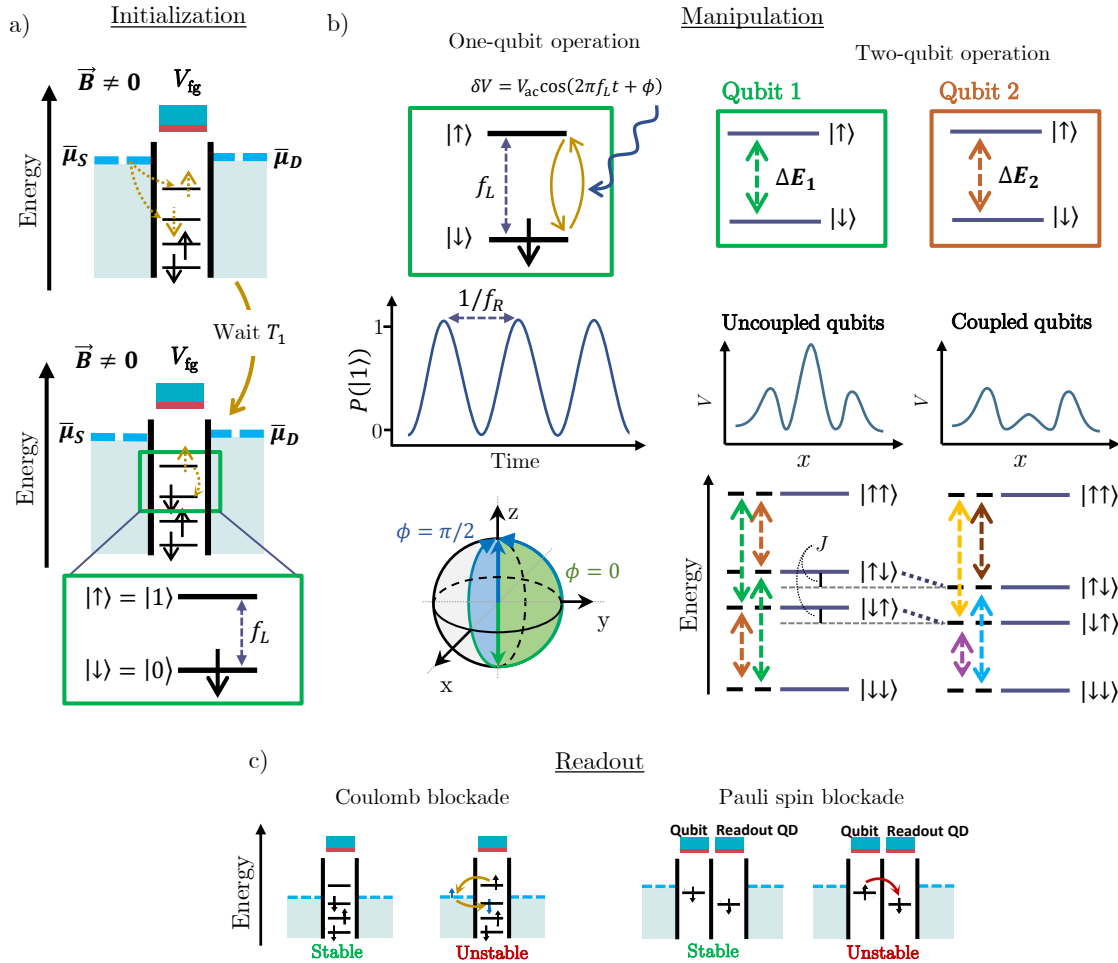 Initialization
Manipulation
a)
b)
B⃗ ≠ 0
V_fg
μ̅_S
μ̅_D
Energy
Wait T₁
B⃗ ≠ 0
V_fg
μ̅_S
μ̅_D
Energy
|↑⟩ = |1⟩
f_L
|↓⟩ = |0⟩
One-qubit operation
δV = V_ac cos(2πf_L t + ϕ)
|↑⟩
f_L
|↓⟩
1/f_R
1
P(|1⟩)
0
Time
z
ϕ = π/2
ϕ = 0
y
x
Two-qubit operation
Qubit 1
Qubit 2
|↑⟩
ΔE₁
|↓⟩
|↑⟩
ΔE₂
|↓⟩
Uncoupled qubits
Coupled qubits
V
x
V
x
Energy
|↑↑⟩
J
|↑↓⟩
|↓↑⟩
|↓↓⟩
|↑↑⟩
|↑↓⟩
|↓↑⟩
|↓↓⟩
c)
Readout
Coulomb blockade
Pauli spin blockade
Energy
Stable
Unstable
Qubit Readout QD
Stable
Qubit Readout QD
Unstable